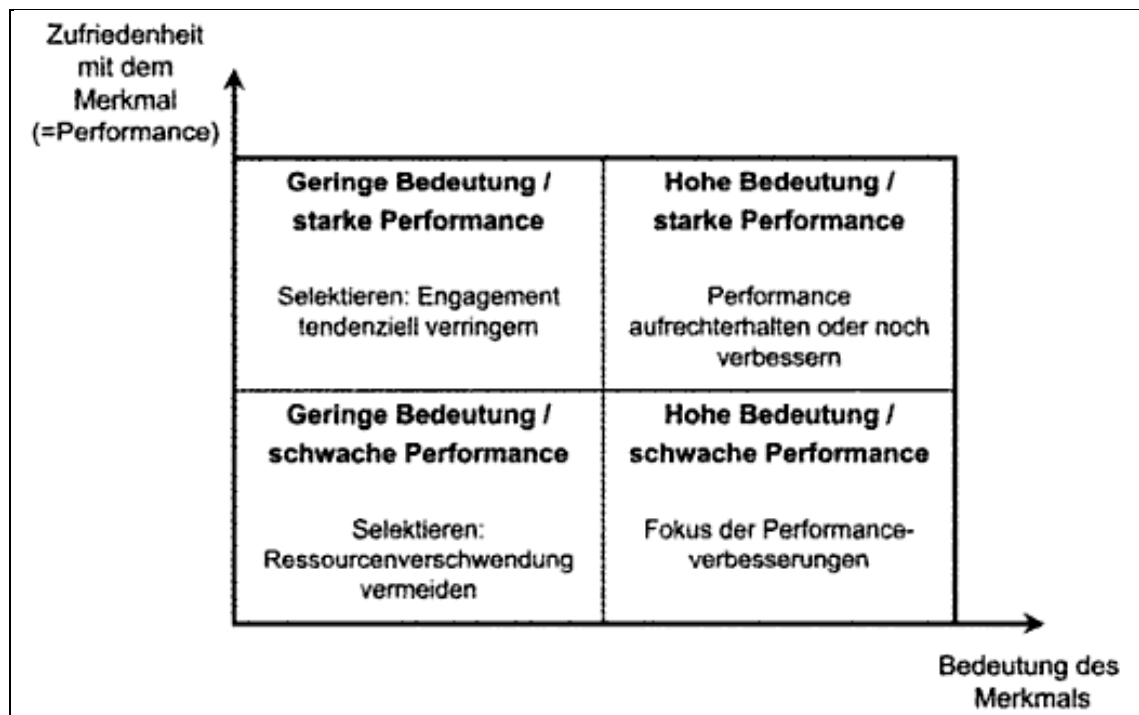 Zufriedenheit
mit dem
Merkmal
(=Performance)
Geringe Bedeutung /
starke Performance
Selektieren: Engagement
tendenziell verringern
Hohe Bedeutung /
starke Performance
Performance
aufrechterhalten oder noch
verbessern
Geringe Bedeutung /
schwache Performance
Selektieren:
Ressourcenverschwendung
vermeiden
Hohe Bedeutung /
schwache Performance
Fokus der Performance-
verbesserungen
Bedeutung des
Merkmals